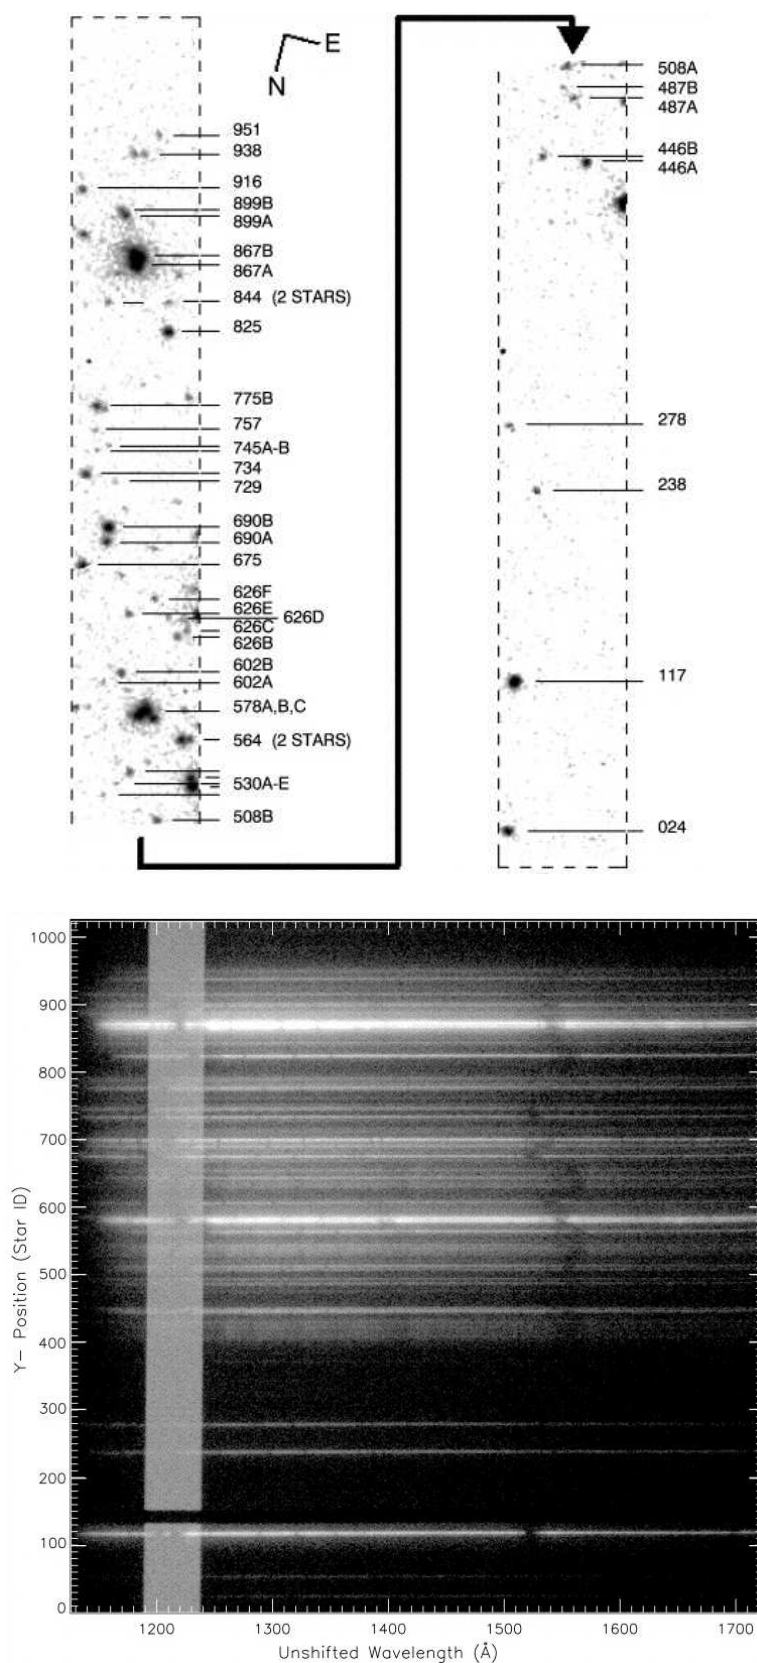 E
N
951
938
916
899B
899A
867B
867A
844 (2 STARS)
825
775B
757
745A-B
734
729
690B
690A
675
626F
626E
626D
626C
626B
602B
602A
578A,B,C
564 (2 STARS)
530A-E
508B
508A
487B
487A
446B
446A
278
238
117
024
1000
900
800
700
600
500
400
300
200
100
0
Y- Position (Star ID)
1200 1300 1400 1500 1600 1700
Unshifted Wavelength (Å)